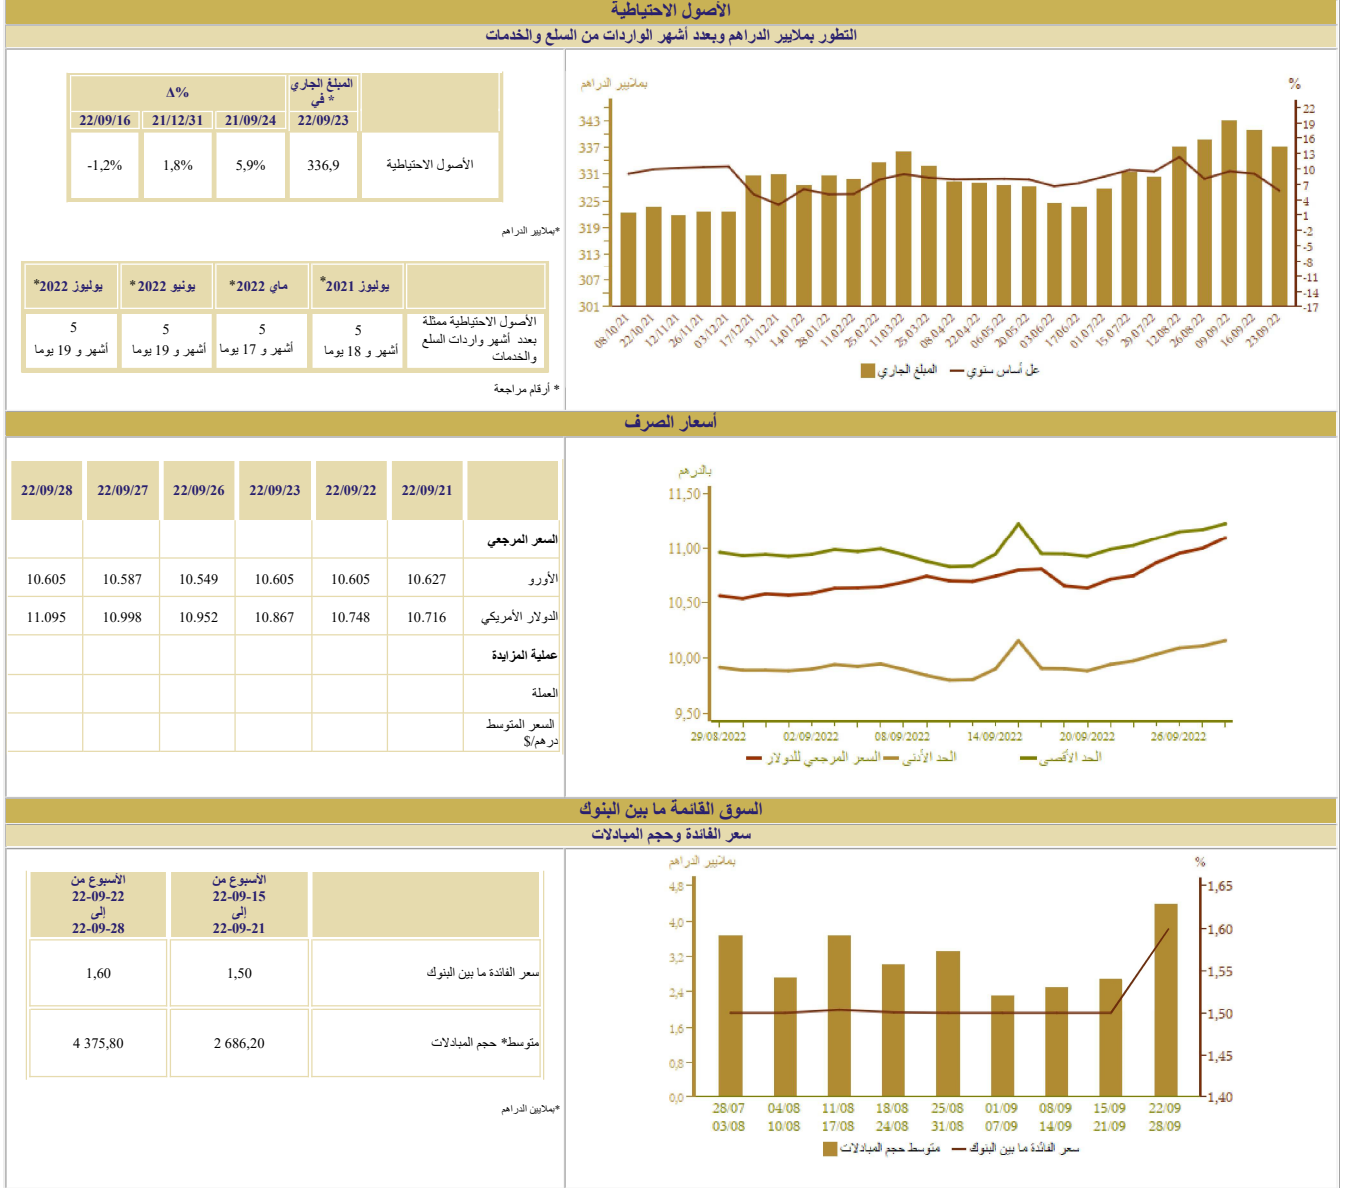 الأصول الاحتياطية
التطور بملايير الدراهم وبعدد أشهر الواردات من السلع والخدمات
المبلغ الجاري
* في
Δ%
22/09/23
21/09/24
21/12/31
22/09/16
الأصول الاحتياطية
336,9
5,9%
1,8%
-1,2%
*بملايير الدراهم
يوليوز 2021*
ماي 2022*
يونيو 2022*
يوليوز 2022*
الأصول الاحتياطية ممثلة
بعدد أشهر واردات السلع
والخدمات
5
أشهر و 18 يوما
5
أشهر و 17 يوما
5
أشهر و 19 يوما
5
أشهر و 19 يوما
* أرقام مراجعة
بملايير الدراهم
%
343
337
331
325
319
313
307
301
22
19
16
13
10
7
4
1
-2
-5
-8
-11
-14
-17
08/10/21
22/10/21
12/11/21
26/11/21
03/12/21
17/12/21
31/12/21
14/01/22
28/01/22
11/02/22
25/02/22
11/03/22
25/03/22
08/04/22
22/04/22
06/05/22
20/05/22
03/06/22
17/06/22
01/07/22
15/07/22
29/07/22
12/08/22
26/08/22
09/09/22
16/09/22
23/09/22
عل أساس سنوي
المبلغ الجاري
أسعار الصرف
22/09/21
22/09/22
22/09/23
22/09/26
22/09/27
22/09/28
السعر المرجعي
الأورو
10.627
10.605
10.605
10.549
10.587
10.605
الدولار الأمريكي
10.716
10.748
10.867
10.952
10.998
11.095
عملية المزايدة
العملة
السعر المتوسط
درهم/$
بالدرهم
11,50
11,00
10,50
10,00
9,50
29/08/2022
02/09/2022
08/09/2022
14/09/2022
20/09/2022
26/09/2022
الحد الأقصى
الحد الأدنى
السعر المرجعي للدولار
السوق القائمة ما بين البنوك
سعر الفائدة وحجم المبادلات
الأسبوع من
22-09-15
إلى
22-09-21
الأسبوع من
22-09-22
إلى
22-09-28
سعر الفائدة ما بين البنوك
1,50
1,60
متوسط* حجم المبادلات
2 686,20
4 375,80
*بملايين الدراهم
بملايير الدراهم
%
4,8
4,0
3,2
2,4
1,6
0,8
0,0
1,65
1,60
1,55
1,50
1,45
1,40
28/07
03/08
04/08
10/08
11/08
17/08
18/08
24/08
25/08
31/08
01/09
07/09
08/09
14/09
15/09
21/09
22/09
28/09
سعر الفائدة ما بين البنوك
متوسط حجم المبادلات